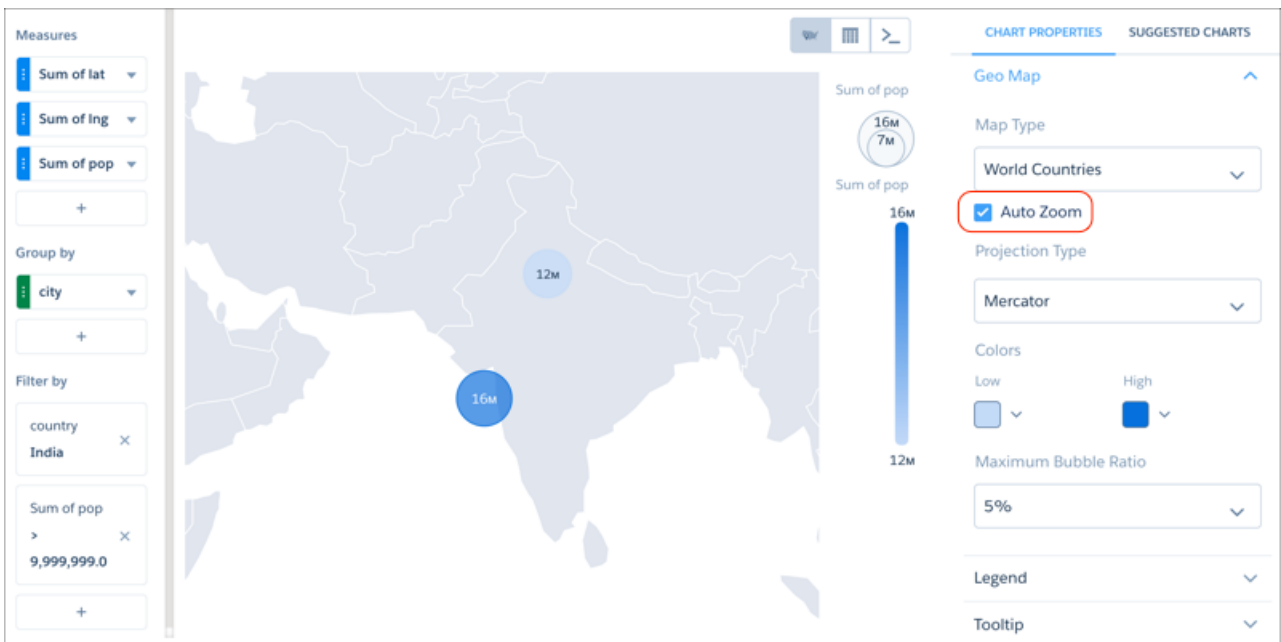 Measures
Sum of lat
Sum of lng
Sum of pop
+
Group by
city
+
Filter by
country
India
Sum of pop
>
9,999,999.0
+
12M
16M
>_
Sum of pop
16M
7M
Sum of pop
16M
12M
CHART PROPERTIES SUGGESTED CHARTS
Geo Map
Map Type
World Countries
Auto Zoom
Projection Type
Mercator
Colors
Low High
Maximum Bubble Ratio
5%
Legend
Tooltip